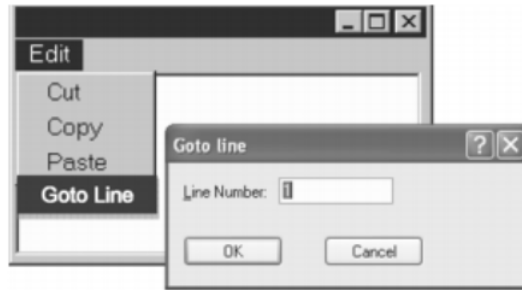 Edit
Cut
Copy
Paste
Goto Line
Goto line
Line Number: 1
OK
Cancel